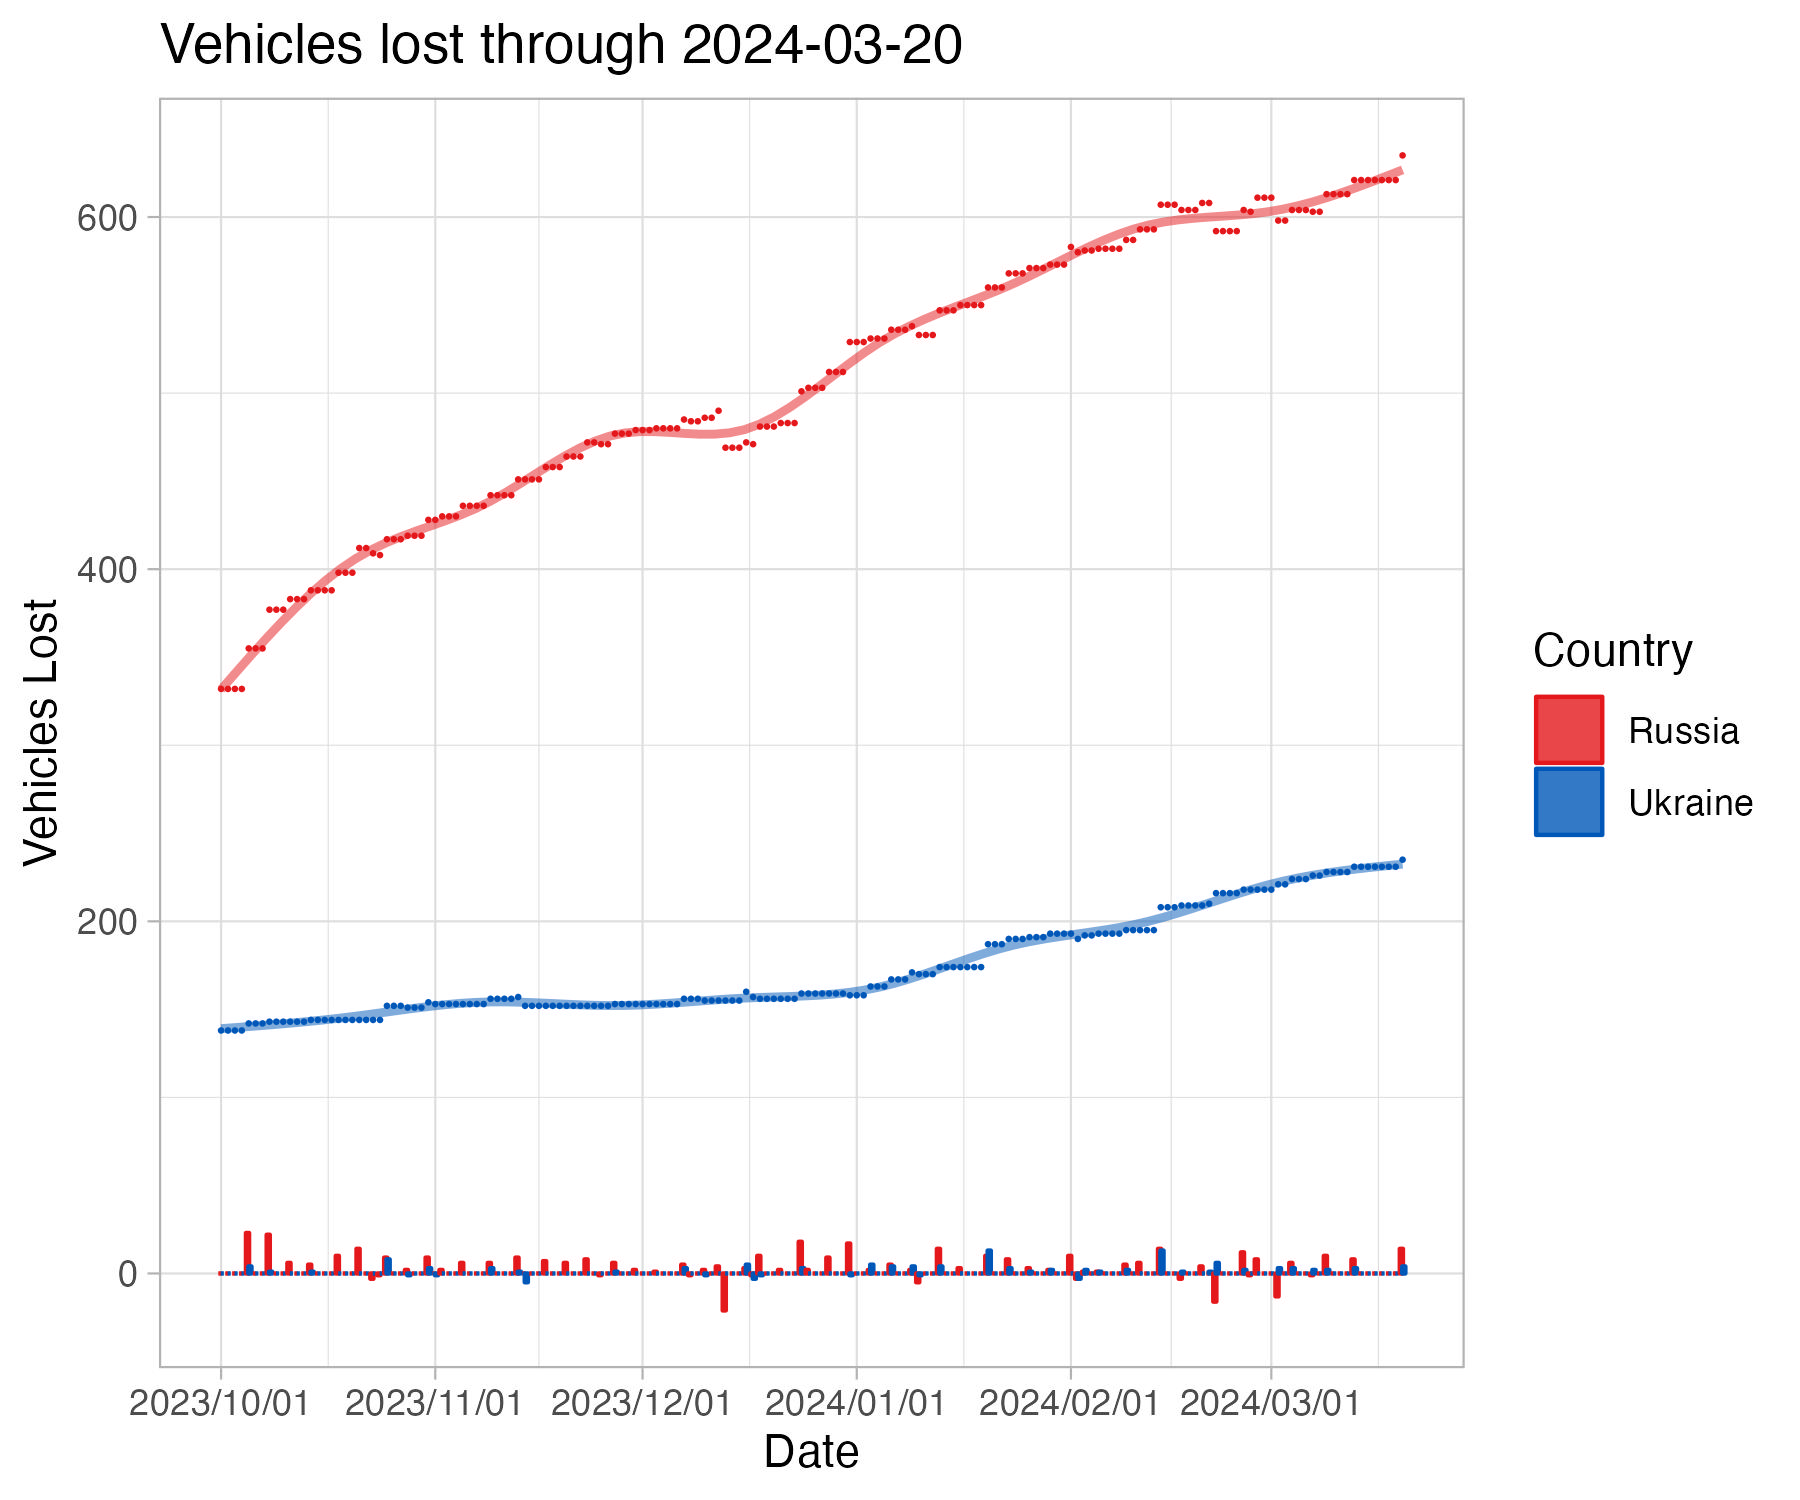 Vehicles lost through 2024-03-20
Vehicles Lost
600
400
200
0
2023/10/01 2023/11/01 2023/12/01 2024/01/01 2024/02/01 2024/03/01
Date
Country
Russia
Ukraine